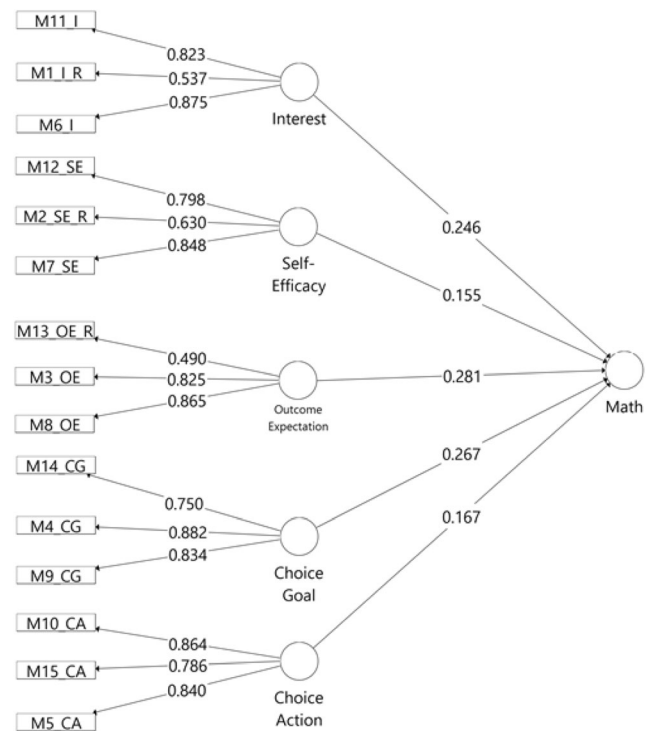 M11_I
0.823
M1_I_R
0.537
0.875
Interest
M6_I
M12_SE
0.798
M2_SE_R
0.630
0.848
M7_SE
Self-
Efficacy
0.246
0.155
M13_OE_R
0.490
M3_OE
0.825
0.865
M8_OE
Outcome
Expectation
0.281
Math
M14_CG
0.750
M4_CG
0.882
0.834
M9_CG
Choice
Goal
0.267
0.167
M10_CA
0.864
M15_CA
0.786
0.840
M5_CA
Choice
Action